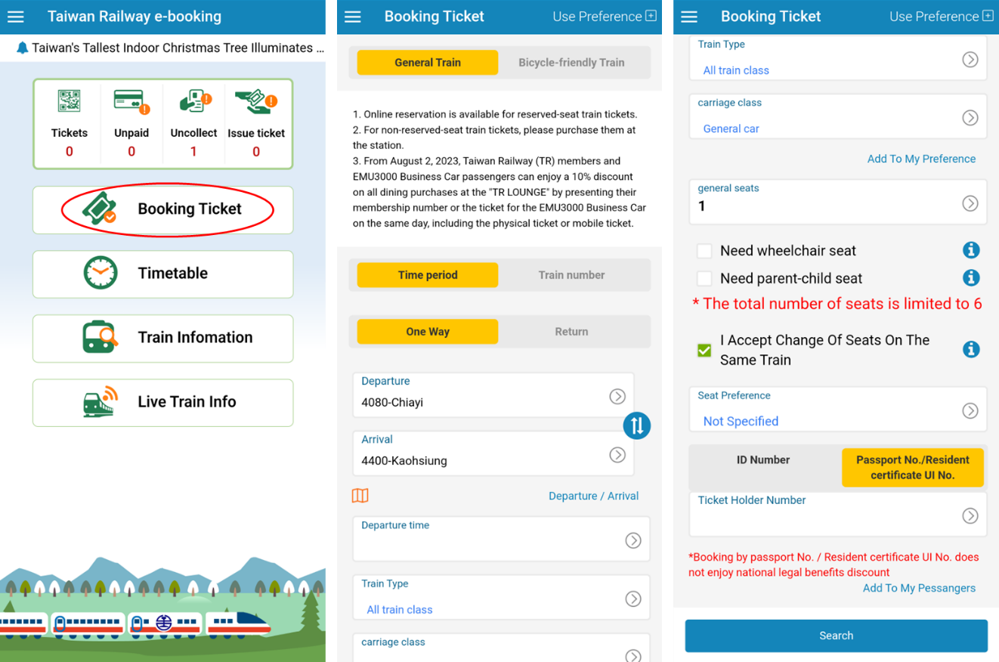 Taiwan Railway e-booking
Taiwan's Tallest Indoor Christmas Tree Illuminates ...
Tickets
0
Unpaid
0
Uncollect
1
Issue ticket
0
Booking Ticket
Timetable
Train Infomation
Live Train Info
Booking Ticket
Use Preference
General Train
Bicycle-friendly Train
1. Online reservation is available for reserved-seat train tickets.
2. For non-reserved-seat train tickets, please purchase them at
the station.
3. From August 2, 2023, Taiwan Railway (TR) members and
EMU3000 Business Car passengers can enjoy a 10% discount
on all dining purchases at the "TR LOUNGE" by presenting their
membership number or the ticket for the EMU3000 Business Car
on the same day, including the physical ticket or mobile ticket.
Time period
Train number
One Way
Return
Departure
4080-Chiayi
Arrival
4400-Kaohsiung
Departure / Arrival
Departure time
Train Type
All train class
carriage class
Booking Ticket
Use Preference
Train Type
All train class
carriage class
General car
Add To My Preference
general seats
1
Need wheelchair seat
Need parent-child seat
* The total number of seats is limited to 6
I Accept Change Of Seats On The
Same Train
Seat Preference
Not Specified
ID Number
Passport No./Resident
certificate UI No.
Ticket Holder Number
*Booking by passport No. / Resident certificate UI No. does
not enjoy national legal benefits discount
Add To My Pessangers
Search